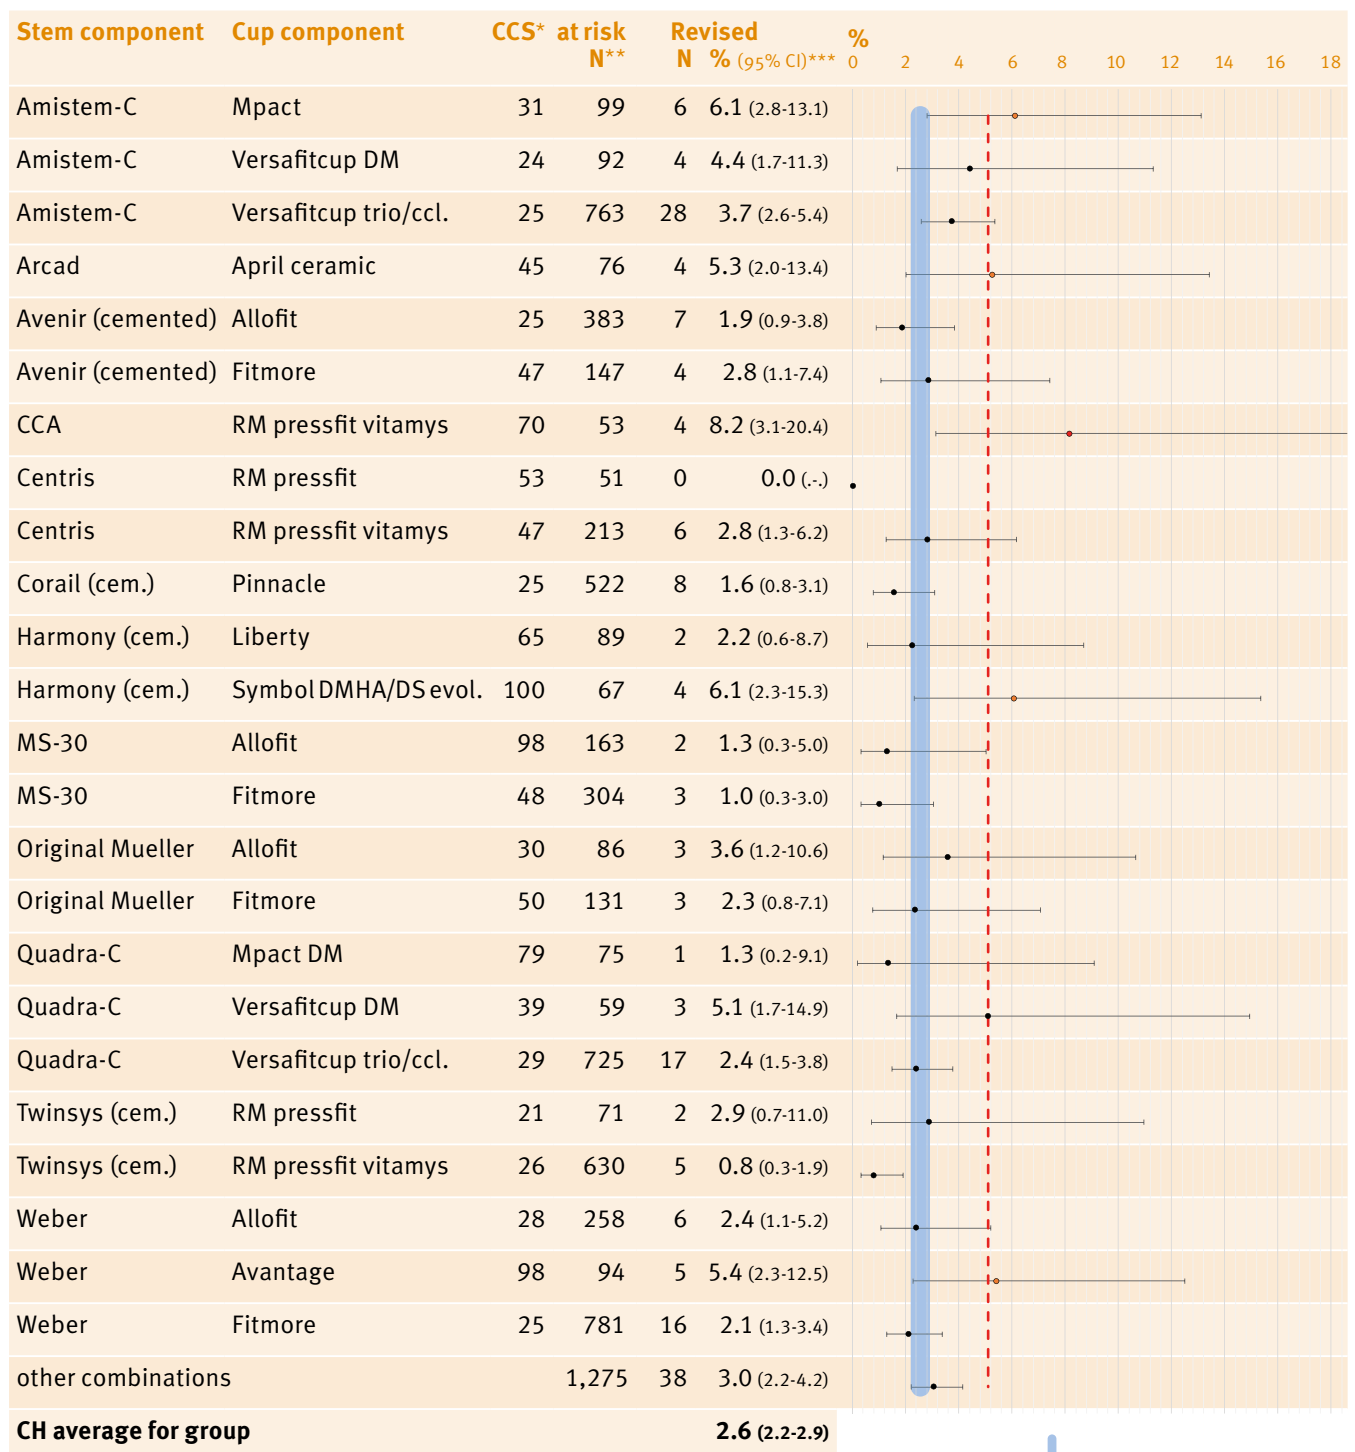 Stem component Cup component CCS* at risk Revised %
N** N % (95% CI)*** 0 2 4 6 8 10 12 14 16 18
Amistem-C Mpact 31 99 6 6.1 (2.8-13.1)
Amistem-C Versafitcup DM 24 92 4 4.4 (1.7-11.3)
Amistem-C Versafitcup trio/ccl. 25 763 28 3.7 (2.6-5.4)
Arcad April ceramic 45 76 4 5.3 (2.0-13.4)
Avenir (cemented) Allofit 25 383 7 1.9 (0.9-3.8)
Avenir (cemented) Fitmore 47 147 4 2.8 (1.1-7.4)
CCA RM pressfit vitamys 70 53 4 8.2 (3.1-20.4)
Centris RM pressfit 53 51 0 0.0 (.-.)
Centris RM pressfit vitamys 47 213 6 2.8 (1.3-6.2)
Corail (cem.) Pinnacle 25 522 8 1.6 (0.8-3.1)
Harmony (cem.) Liberty 65 89 2 2.2 (0.6-8.7)
Harmony (cem.) Symbol DMHA/DS evol. 100 67 4 6.1 (2.3-15.3)
MS-30 Allofit 98 163 2 1.3 (0.3-5.0)
MS-30 Fitmore 48 304 3 1.0 (0.3-3.0)
Original Mueller Allofit 30 86 3 3.6 (1.2-10.6)
Original Mueller Fitmore 50 131 3 2.3 (0.8-7.1)
Quadra-C Mpact DM 79 75 1 1.3 (0.2-9.1)
Quadra-C Versafitcup DM 39 59 3 5.1 (1.7-14.9)
Quadra-C Versafitcup trio/ccl. 29 725 17 2.4 (1.5-3.8)
Twinsys (cem.) RM pressfit 21 71 2 2.9 (0.7-11.0)
Twinsys (cem.) RM pressfit vitamys 26 630 5 0.8 (0.3-1.9)
Weber Allofit 28 258 6 2.4 (1.1-5.2)
Weber Avantage 98 94 5 5.4 (2.3-12.5)
Weber Fitmore 25 781 16 2.1 (1.3-3.4)
other combinations 1,275 38 3.0 (2.2-4.2)
CH average for group 2.6 (2.2-2.9)